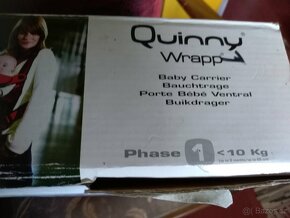 Quinny®
Wrapp
Baby Carrier
Bauchtrage
Porte Bébé Ventral
Buikdrager
Phase 1 < 10 Kg